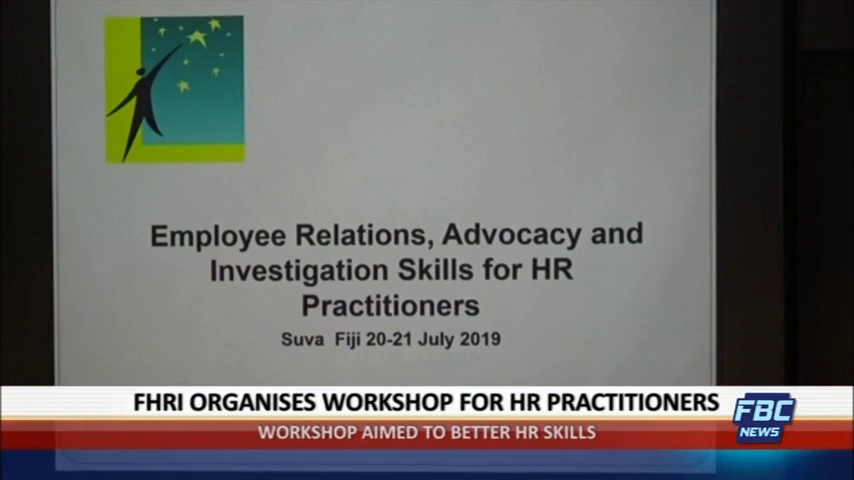 Employee Relations, Advocacy and
Investigation Skills for HR
Practitioners
Suva Fiji 20-21 July 2019
FHRI ORGANISES WORKSHOP FOR HR PRACTITIONERS
WORKSHOP AIMED TO BETTER HR SKILLS
FBC
NEWS